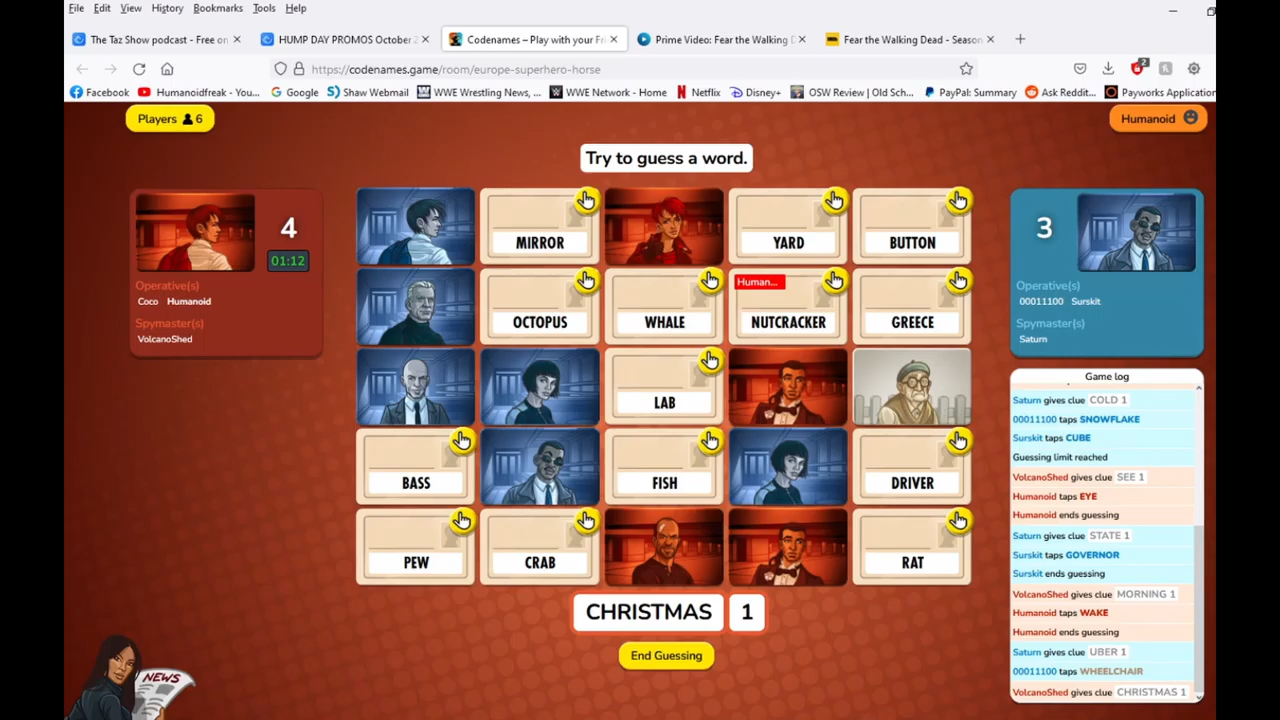 File Edit View History Bookmarks Tools Help
The Taz Show podcast - Free on
HUMP DAY PROMOS October 2
Codenames – Play with your Fri
Prime Video: Fear the Walking D
Fear the Walking Dead - Season
https://codenames.game/room/europe-superhero-horse
2
Facebook Humanoidfreak - You... Google Shaw Webmail WWE Wrestling News, ... WWE Network - Home Netflix Disney+ OSW Review | Old Sch... PayPal: Summary Ask Reddit... Payworks Application
Players 6
Humanoid
Try to guess a word.
4
01:12
Operative(s)
Coco Humanoid
Spymaster(s)
VolcanoShed
MIRROR YARD BUTTON
Human...
OCTOPUS WHALE NUTCRACKER GREECE
LAB
BASS FISH DRIVER
PEW CRAB RAT
CHRISTMAS 1
End Guessing
NEWS
3
Operative(s)
00011100 Surskit
Spymaster(s)
Saturn
Game log
Saturn gives clue COLD 1
00011100 taps SNOWFLAKE
Surskit taps CUBE
Guessing limit reached
VolcanoShed gives clue SEE 1
Humanoid taps EYE
Humanoid ends guessing
Saturn gives clue STATE 1
Surskit taps GOVERNOR
Surskit ends guessing
VolcanoShed gives clue MORNING 1
Humanoid taps WAKE
Humanoid ends guessing
Saturn gives clue UBER 1
00011100 taps WHEELCHAIR
VolcanoShed gives clue CHRISTMAS 1